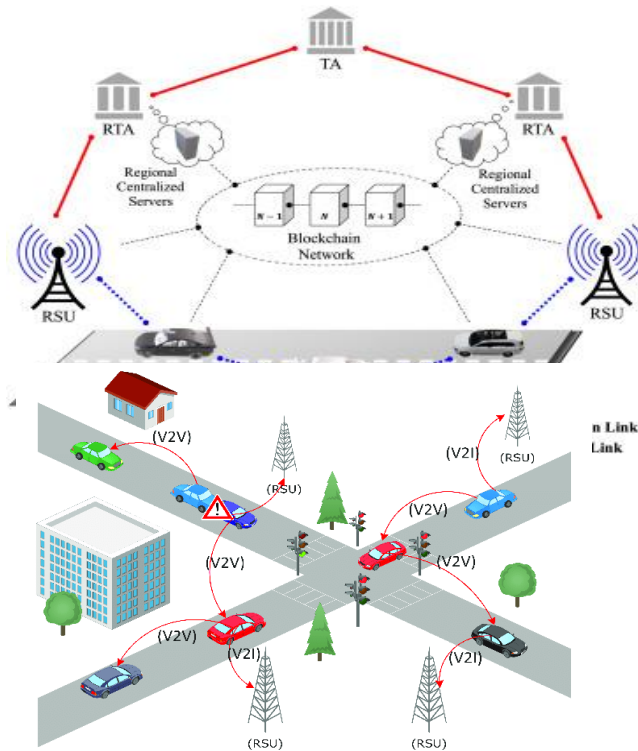 TA
RTA
RTA
Regional
Centralized
Servers
Regional
Centralized
Servers
N − 1
N
N + 1
Blockchain
Network
RSU
RSU
n Link
Link
(V2V)
(RSU)
(V2I)
(RSU)
(V2V)
!
(V2V)
(V2V)
(V2V)
(V2I)
(V2I)
(RSU)
(RSU)